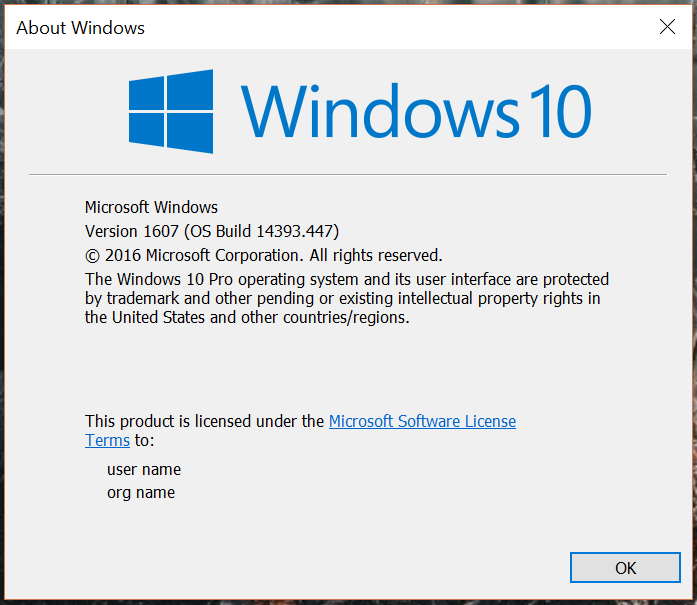 About Windows
Windows 10
Microsoft Windows
Version 1607 (OS Build 14393.447)
© 2016 Microsoft Corporation. All rights reserved.
The Windows 10 Pro operating system and its user interface are protected
by trademark and other pending or existing intellectual property rights in
the United States and other countries/regions.
This product is licensed under the Microsoft Software License
Terms to:
user name
org name
OK